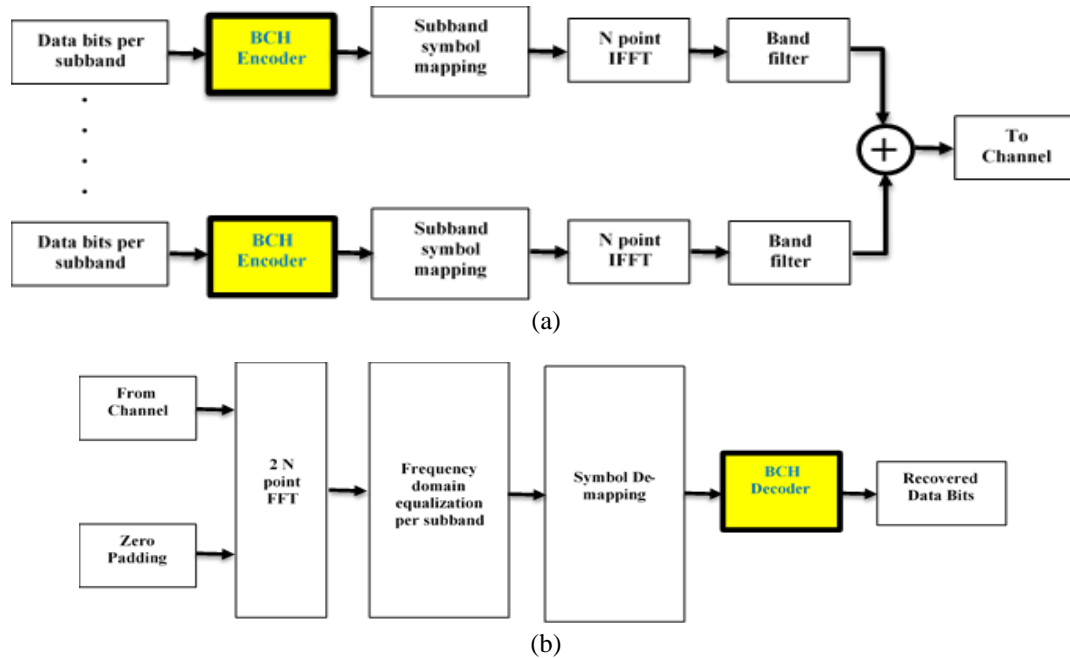 Data bits per
subband
BCH
Encoder
Subband
symbol
mapping
N point
IFFT
Band
filter
+
To
Channel
Data bits per
subband
BCH
Encoder
Subband
symbol
mapping
N point
IFFT
Band
filter
(a)
From
Channel
Zero
Padding
2 N
point
FFT
Frequency
domain
equalization
per subband
Symbol De-
mapping
BCH
Decoder
Recovered
Data Bits
(b)